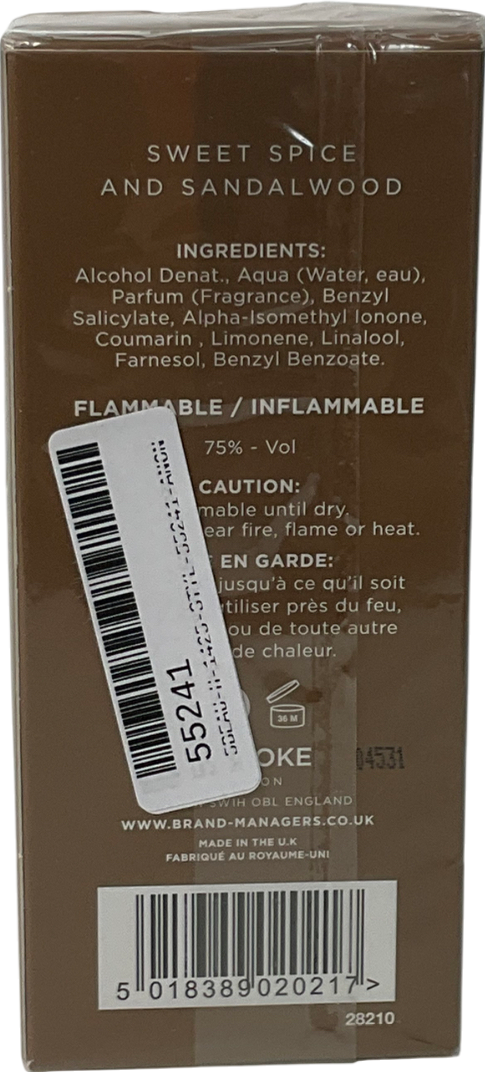 SWEET SPICE
AND SANDALWOOD
INGREDIENTS:
Alcohol Denat., Aqua (Water, eau),
Parfum (Fragrance), Benzyl
Salicylate, Alpha-Isomethyl Ionone,
Coumarin , Limonene, Linalool,
Farnesol, Benzyl Benzoate.
FLAMMABLE / INFLAMMABLE
75% - Vol
CAUTION:
until dry.
fire, flame or heat.
EN GARDE:
jusqu'à ce qu'il soit
utiliser près du feu,
ou de toute autre
de chaleur.
36 M
SW1H OBL ENGLAND
WWW.BRAND-MANAGERS.CO.UK
MADE IN THE U.K
FABRIQUÉ AU ROYAUME-UNI
5 018389 020217 >
28210
55241
04531